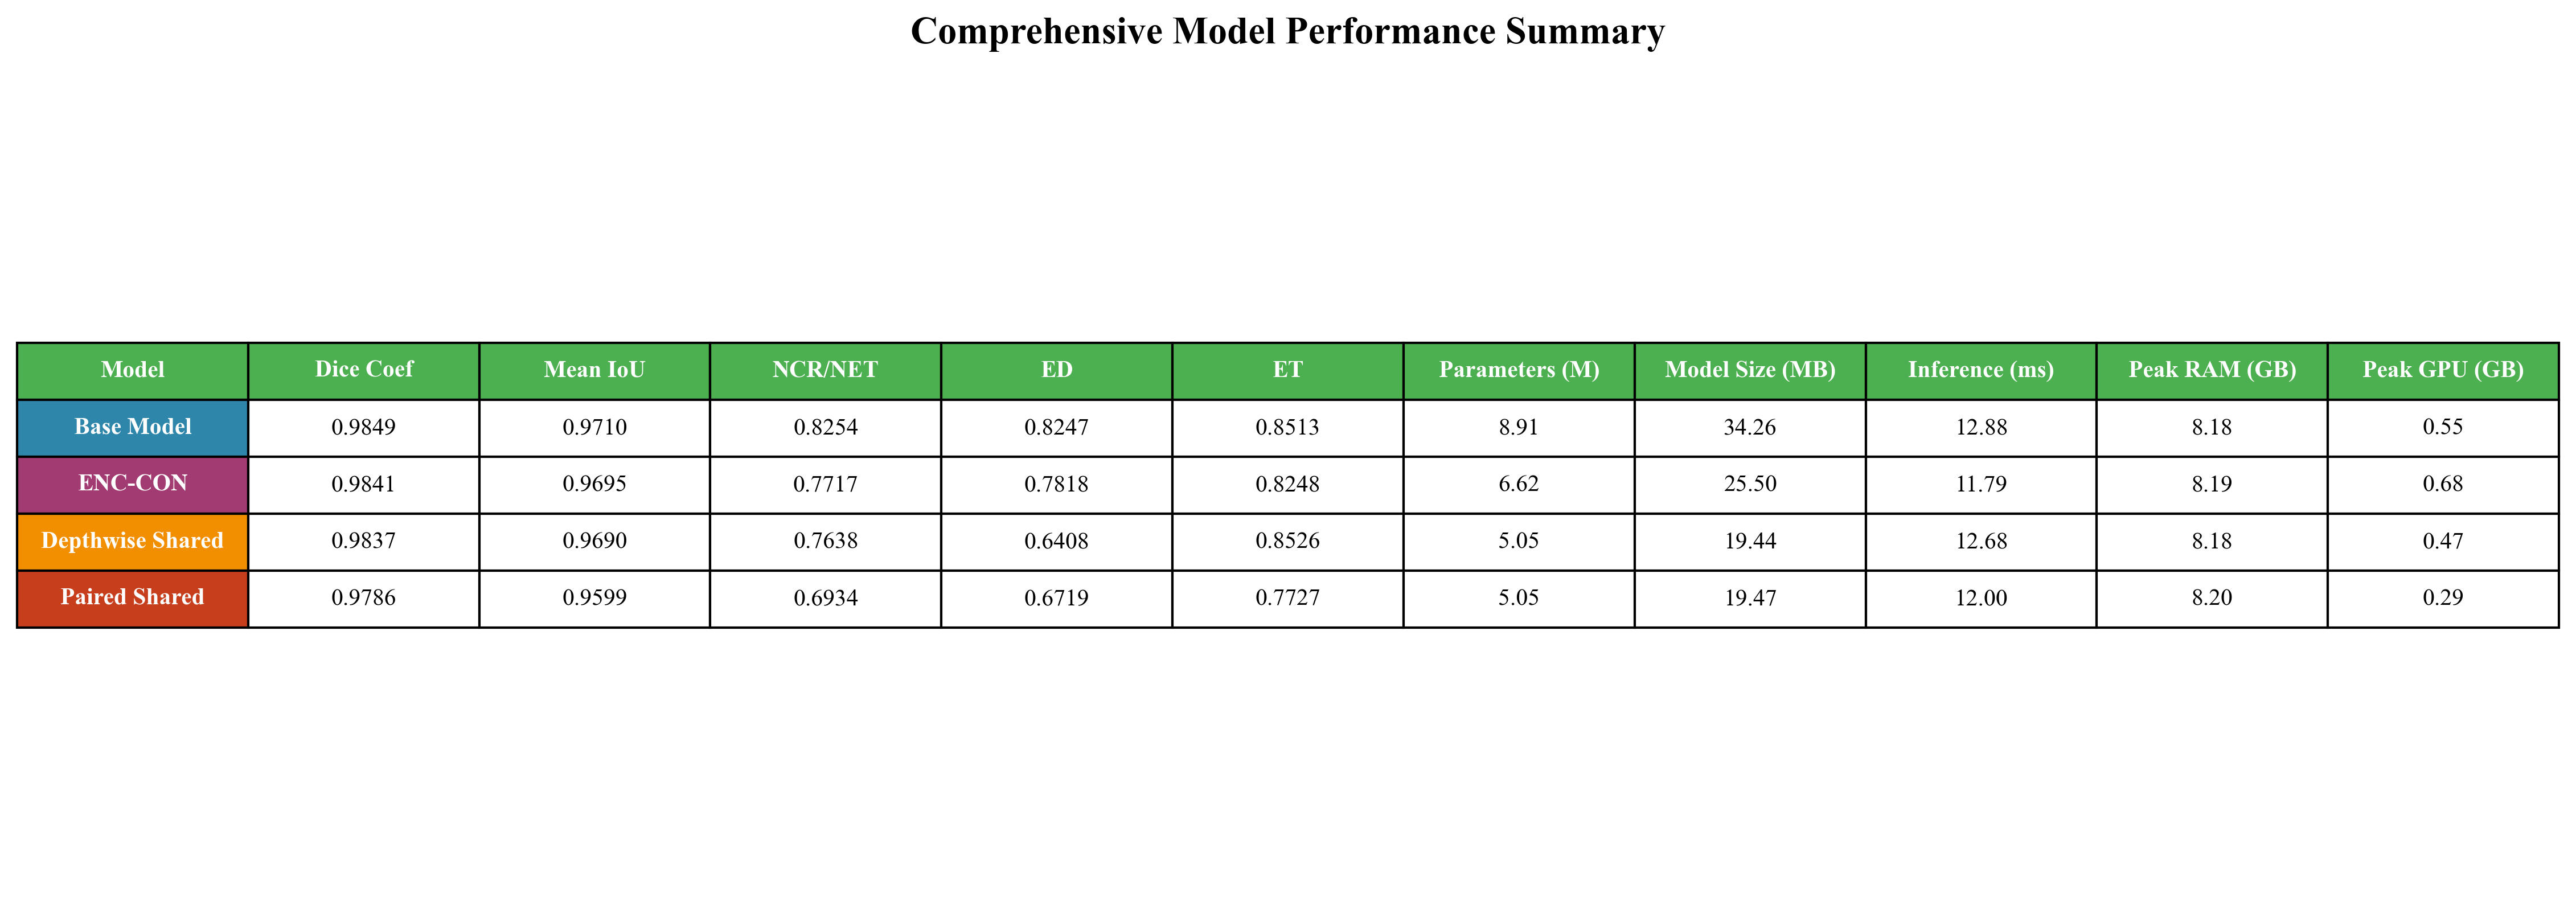 Comprehensive Model Performance Summary
Model Dice Coef Mean IoU NCR/NET ED ET Parameters (M) Model Size (MB) Inference (ms) Peak RAM (GB) Peak GPU (GB)
Base Model 0.9849 0.9710 0.8254 0.8247 0.8513 8.91 34.26 12.88 8.18 0.55
ENC-CON 0.9841 0.9695 0.7717 0.7818 0.8248 6.62 25.50 11.79 8.19 0.68
Depthwise Shared 0.9837 0.9690 0.7638 0.6408 0.8526 5.05 19.44 12.68 8.18 0.47
Paired Shared 0.9786 0.9599 0.6934 0.6719 0.7727 5.05 19.47 12.00 8.20 0.29